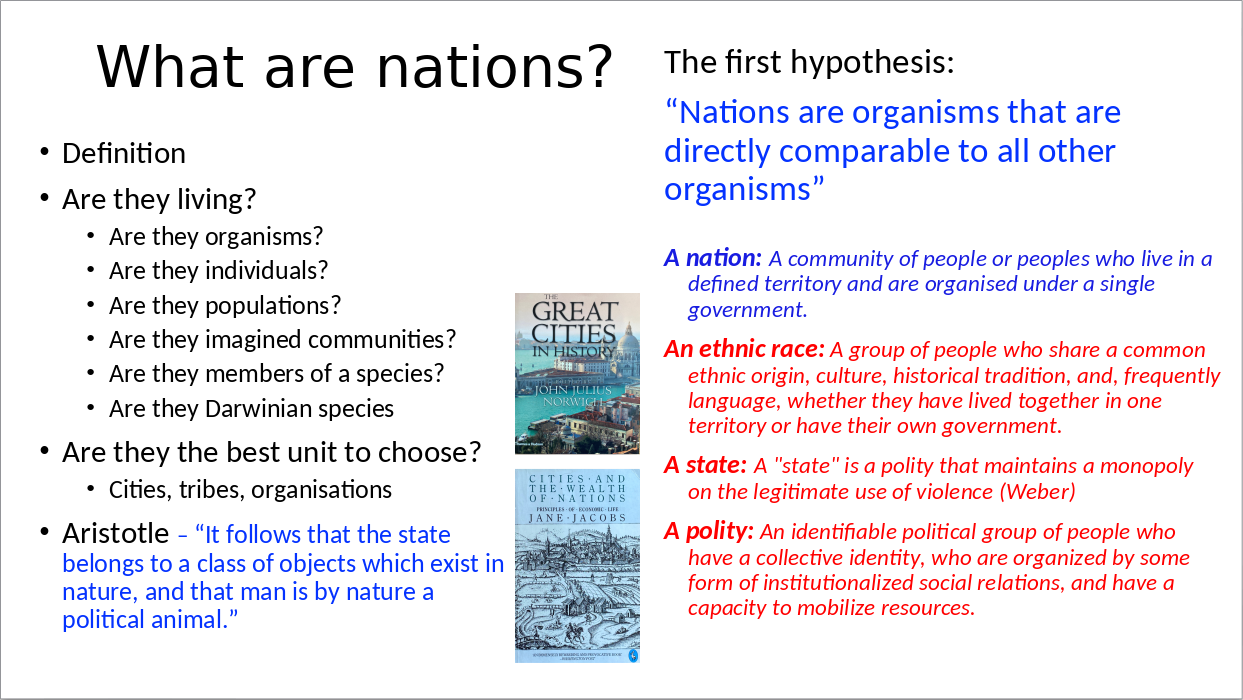 What are nations?
• Definition
• Are they living?
• Are they organisms?
• Are they individuals?
• Are they populations?
• Are they imagined communities?
• Are they members of a species?
• Are they Darwinian species
• Are they the best unit to choose?
• Cities, tribes, organisations
• Aristotle – “It follows that the state
belongs to a class of objects which exist in
nature, and that man is by nature a
political animal.”
THE
GREAT
CITIES
IN HISTORY
JOHN JULIUS
NORWICH
CITIES·AND
THE·WEALTH
OF·NATIONS
PRINCIPLES·OF·ECONOMIC·LIFE
JANE·JACOBS
The first hypothesis:
“Nations are organisms that are
directly comparable to all other
organisms”
A nation: A community of people or peoples who live in a
defined territory and are organised under a single
government.
An ethnic race: A group of people who share a common
ethnic origin, culture, historical tradition, and, frequently
language, whether they have lived together in one
territory or have their own government.
A state: A "state" is a polity that maintains a monopoly
on the legitimate use of violence (Weber)
A polity: An identifiable political group of people who
have a collective identity, who are organized by some
form of institutionalized social relations, and have a
capacity to mobilize resources.